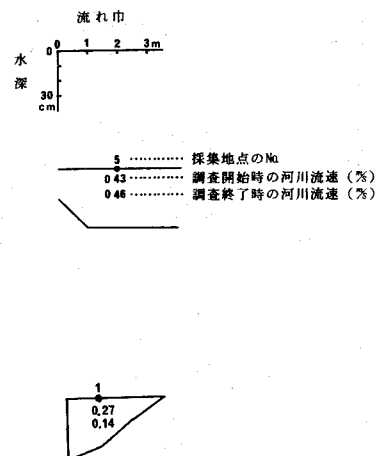 流れ巾
0 1 2 3m
水深
0
30
cm
5 ………… 採集地点のNo.
0.43 ………… 調査開始時の河川流速（㎧）
0.46 ………… 調査終了時の河川流速（㎧）
1
0.27
0.14